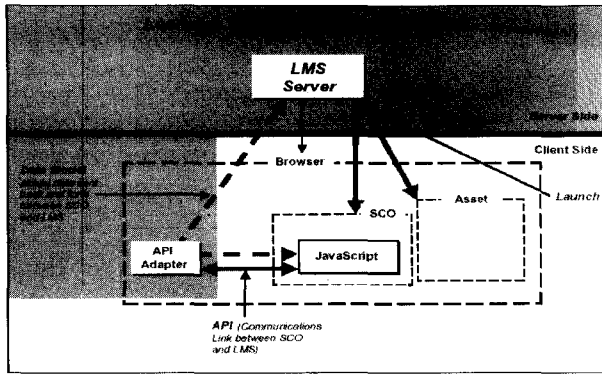 LMS
Server
Server Side
Client Side
Browser
Launch
SCO
Asset
API
Adapter
JavaScript
API (Communications
Link between SCO
and LMS)